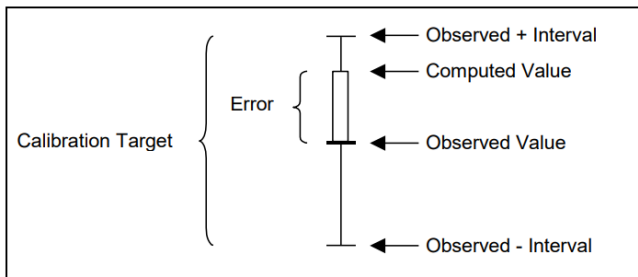 Observed + Interval
Computed Value
Error
Calibration Target
Observed Value
Observed - Interval